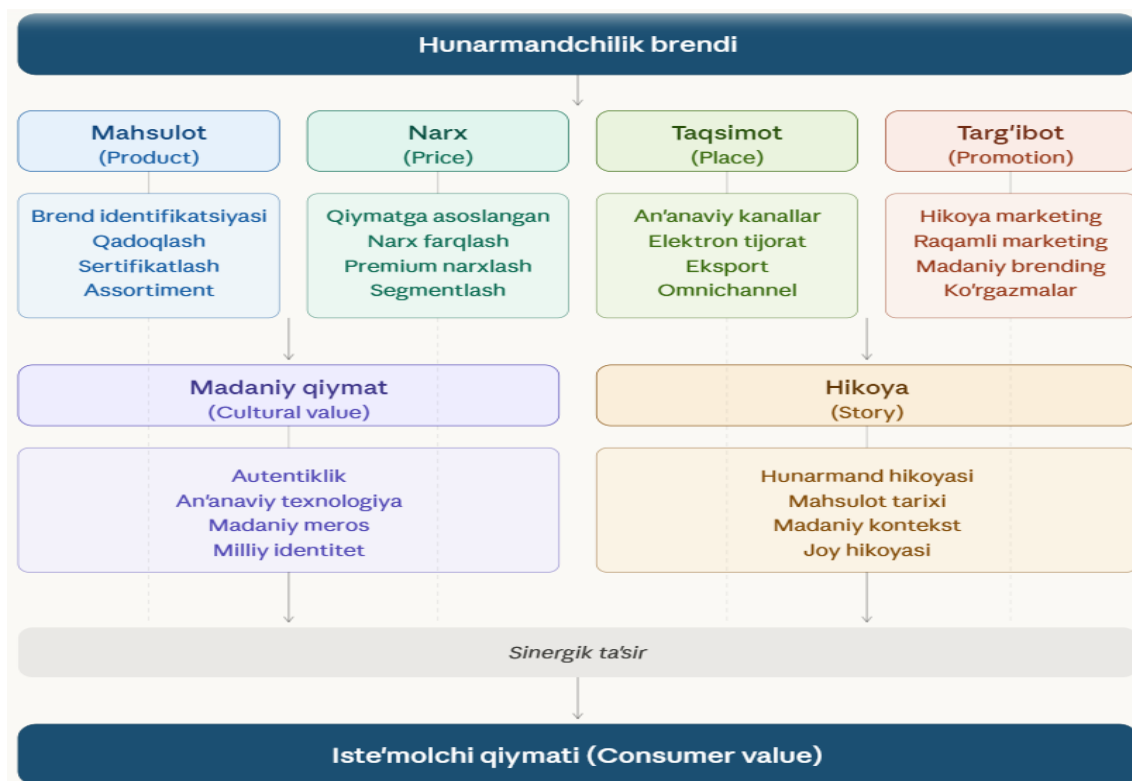 Hunarmandchilik brendi
Mahsulot
(Product)
Brend identifikatsiyasi
Qadoqlash
Sertifikatlash
Assortiment
Narx
(Price)
Qiymatga asoslangan
Narx farqlash
Premium narxlash
Segmentlash
Taqsimot
(Place)
An'anaviy kanallar
Elektron tijorat
Eksport
Omnichannel
Targ'ibot
(Promotion)
Hikoya marketing
Raqamli marketing
Madaniy brending
Ko'rgazmalar
Madaniy qiymat
(Cultural value)
Autentiklik
An'anaviy texnologiya
Madaniy meros
Milliy identitet
Hikoya
(Story)
Hunarmand hikoyasi
Mahsulot tarixi
Madaniy kontekst
Joy hikoyasi
Sinergik ta'sir
Iste'molchi qiymati (Consumer value)